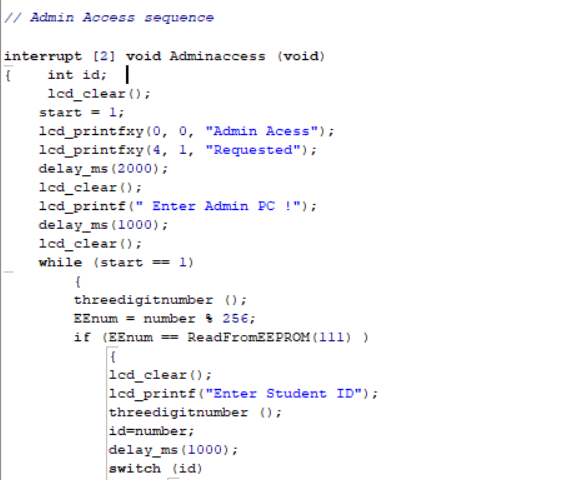 // Admin Access sequence
interrupt [2] void Adminaccess (void)
{    int id;
lcd_clear();
start = 1;
lcd_printfxy(0, 0, "Admin Acess");
lcd_printfxy(4, 1, "Requested");
delay_ms(2000);
lcd_clear();
lcd_printf(" Enter Admin PC !");
delay_ms(1000);
lcd_clear();
while (start == 1)
{
threedigitnumber ();
EEnum = number % 256;
if (EEnum == ReadFromEEPROM(111) )
{
lcd_clear();
lcd_printf("Enter Student ID");
threedigitnumber ();
id=number;
delay_ms(1000);
switch (id)